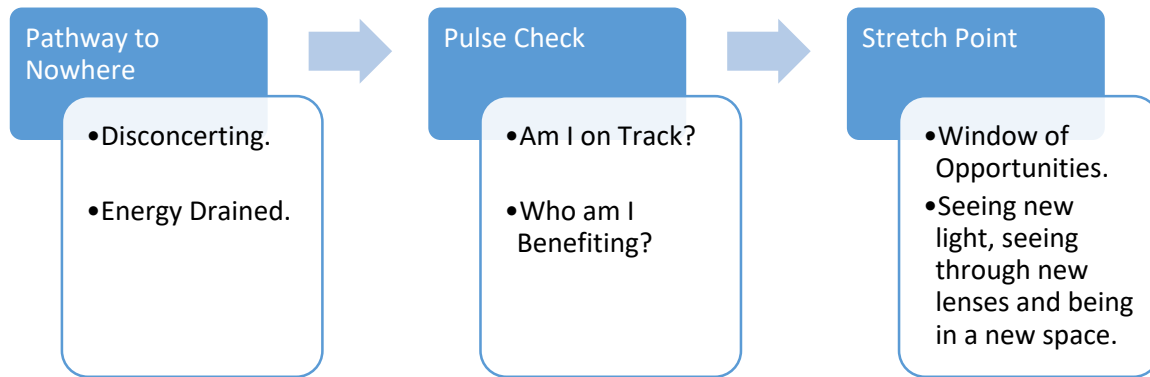 Pathway to
Nowhere
•Disconcerting.
•Energy Drained.
Pulse Check
•Am I on Track?
•Who am I
Benefiting?
Stretch Point
•Window of
Opportunities.
•Seeing new
light, seeing
through new
lenses and being
in a new space.